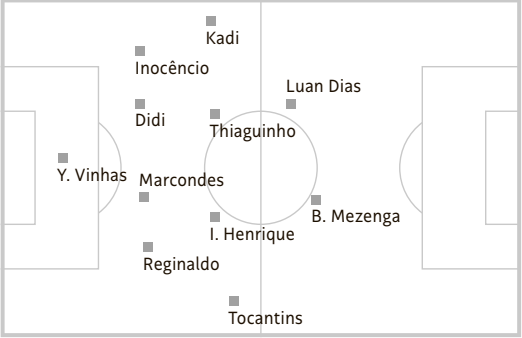 Kadi
Inocêncio
Luan Dias
Didi
Thiaguinho
Y. Vinhas
Marcondes
B. Mezenga
I. Henrique
Reginaldo
Tocantins